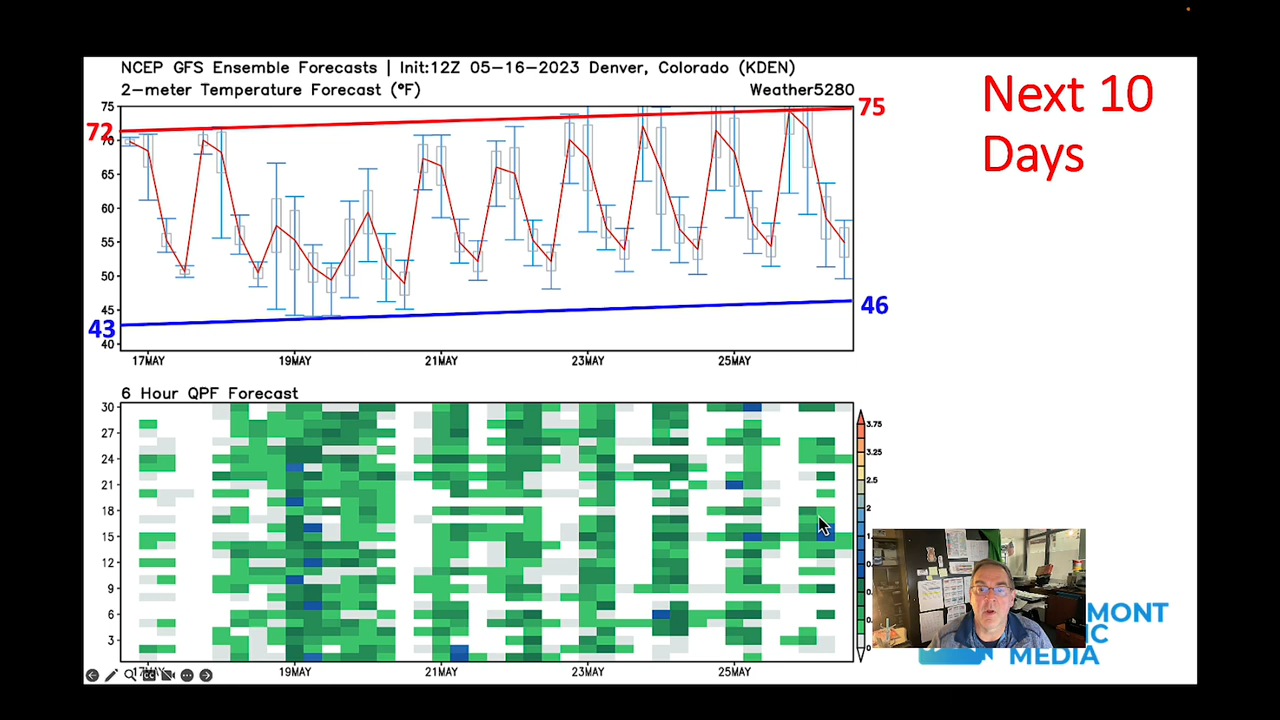 NCEP GFS Ensemble Forecasts | Init:12Z 05-16-2023 Denver, Colorado (KDEN)
2-meter Temperature Forecast (°F)
Weather5280
Next 10
Days
75
72
75
70
65
60
55
50
45
40
43
46
17MAY 19MAY 21MAY 23MAY 25MAY
6 Hour QPF Forecast
30
27
24
21
18
15
12
9
6
3
3.75
3.25
2.5
2
17MAY 19MAY 21MAY 23MAY 25MAY
MONT
IC
MEDIA